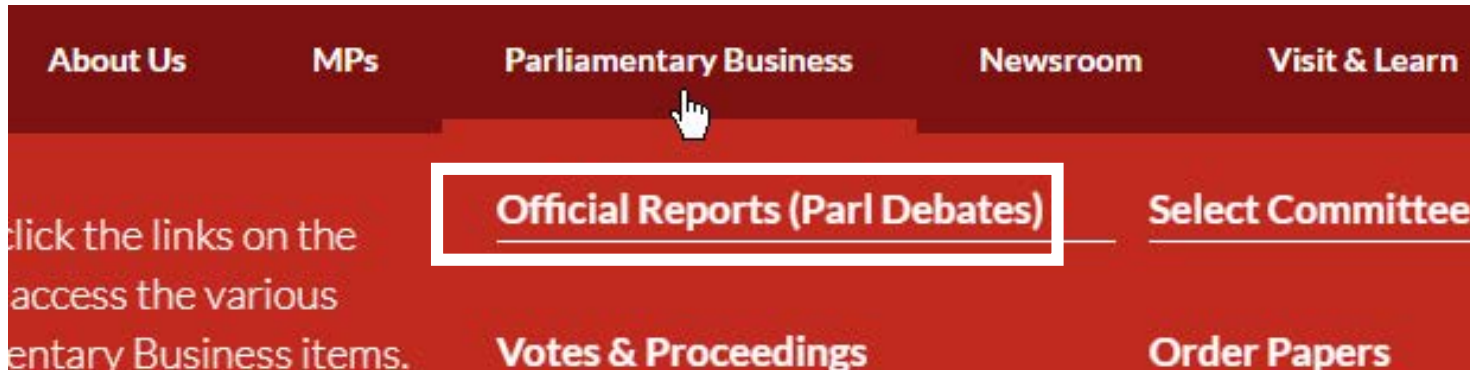 About Us MPs Parliamentary Business Newsroom Visit & Learn
Official Reports (Parl Debates) Select Committee
click the links on the
access the various
entary Business items. Votes & Proceedings Order Papers